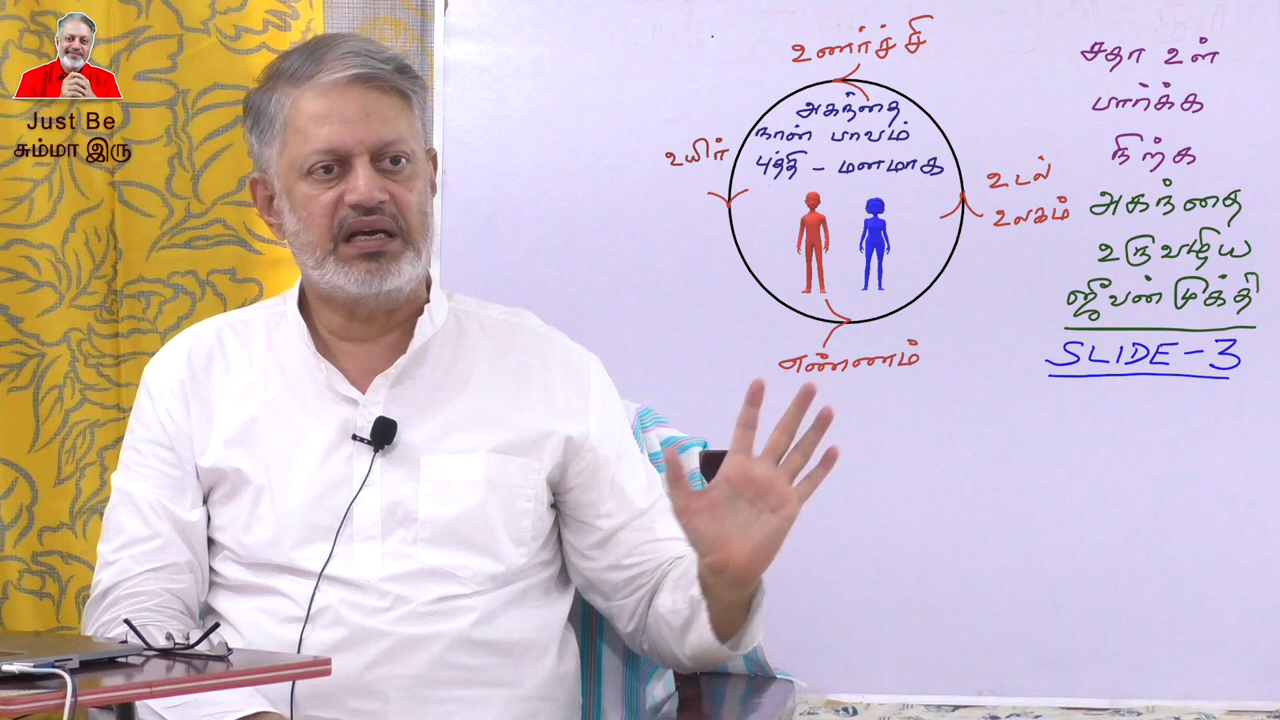 Just Be
சும்மா இரு
உணர்ச்சி
அகந்தை
நான் பாவம்
புத்தி - மனமாக
உயிர்
உடல்
உலகம்
எண்ணம்
சதா உள்
பார்க்க
நிற்க
அகந்தை
உருவழிய
ஜீவன் முக்தி
SLIDE-3